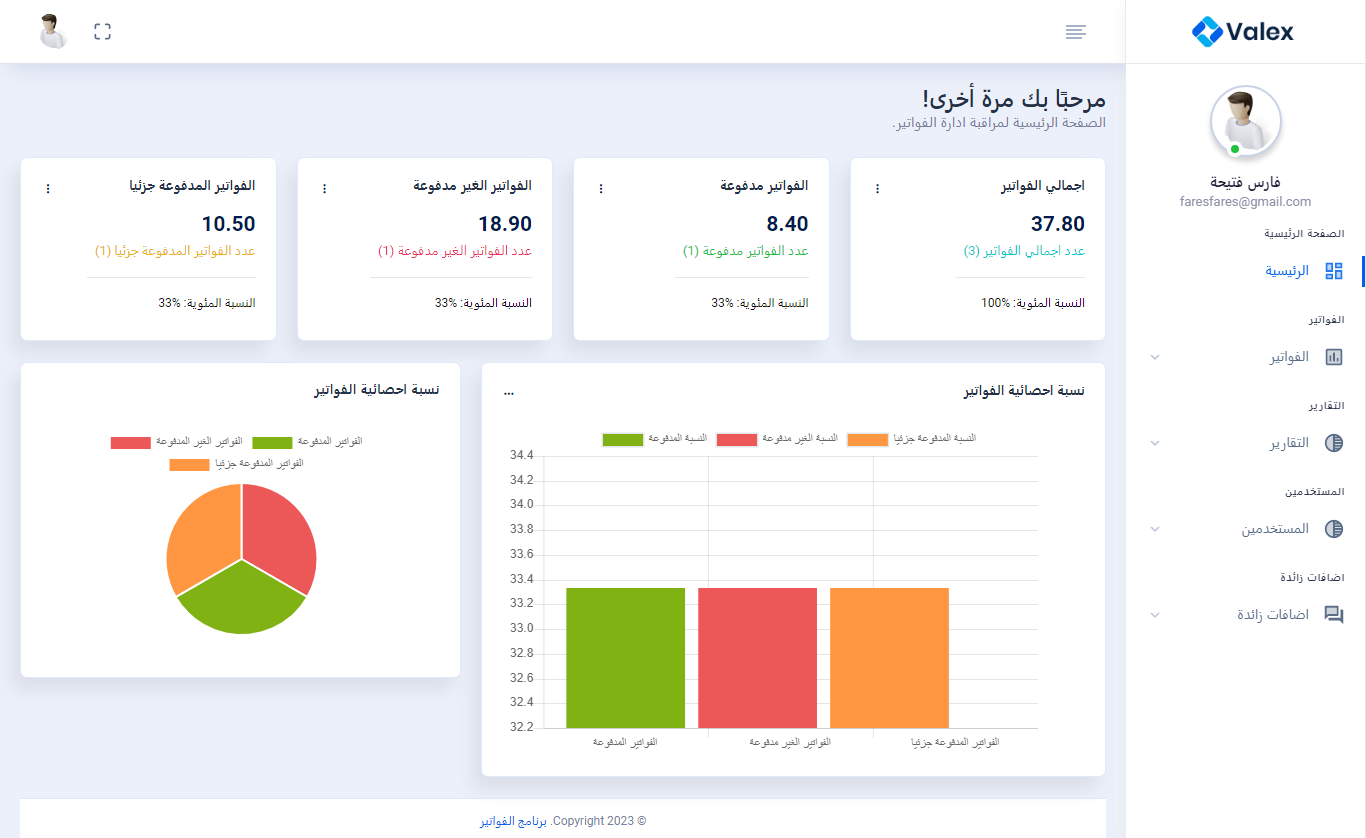 Valex
فارس فتيحة
faresfares@gmail.com
الصفحة الرئيسية
الرئيسية
الفواتير
الفواتير
التقارير
التقارير
المستخدمين
المستخدمين
اضافات زائدة
اضافات زائدة
مرحبًا بك مرة أخرى!
الصفحة الرئيسية لمراقبة ادارة الفواتير.
اجمالي الفواتير
37.80
عدد اجمالي الفواتير (3)
النسبة المئوية: %100
الفواتير مدفوعة
8.40
عدد الفواتير مدفوعة (1)
النسبة المئوية: %33
الفواتير الغير مدفوعة
18.90
عدد الفواتير الغير مدفوعة (1)
النسبة المئوية: %33
الفواتير المدفوعة جزئيا
10.50
عدد الفواتير المدفوعة جزئيا (1)
النسبة المئوية: %33
نسبة احصائية الفواتير
...
النسبة المدفوعة جزئيا
النسبة الغير مدفوعة
النسبة المدفوعة
34.4
34.2
34.0
33.8
33.6
33.4
33.2
33.0
32.8
32.6
32.4
32.2
الفواتير المدفوعة جزئيا
الفواتير الغير مدفوعة
الفواتير المدفوعة
نسبة احصائية الفواتير
الفواتير المدفوعة
الفواتير الغير المدفوعة
الفواتير المدفوعة جزئيا
Copyright 2023 ©. برنامج الفواتير